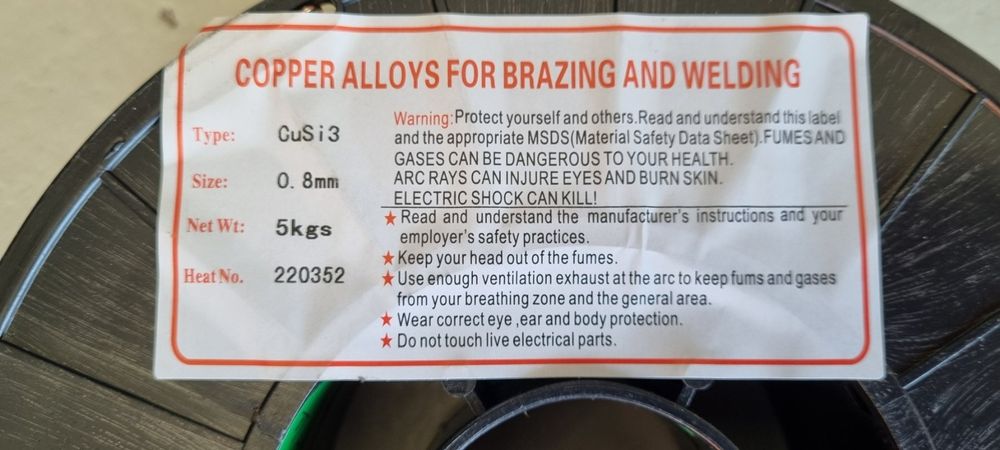 COPPER ALLOYS FOR BRAZING AND WELDING
Type: CuSi3
Size: 0.8mm
Net Wt: 5kgs
Heat No. 220352
Warning:Protect yourself and others.Read and understand this label
and the appropriate MSDS(Material Safety Data Sheet).FUMES AND
GASES CAN BE DANGEROUS TO YOUR HEALTH.
ARC RAYS CAN INJURE EYES AND BURN SKIN.
ELECTRIC SHOCK CAN KILL!
★ Read and understand the manufacturer's instructions and your
employer's safety practices.
★ Keep your head out of the fumes.
★ Use enough ventilation exhaust at the arc to keep fums and gases
from your breathing zone and the general area.
★ Wear correct eye ,ear and body protection.
★ Do not touch live electrical parts.